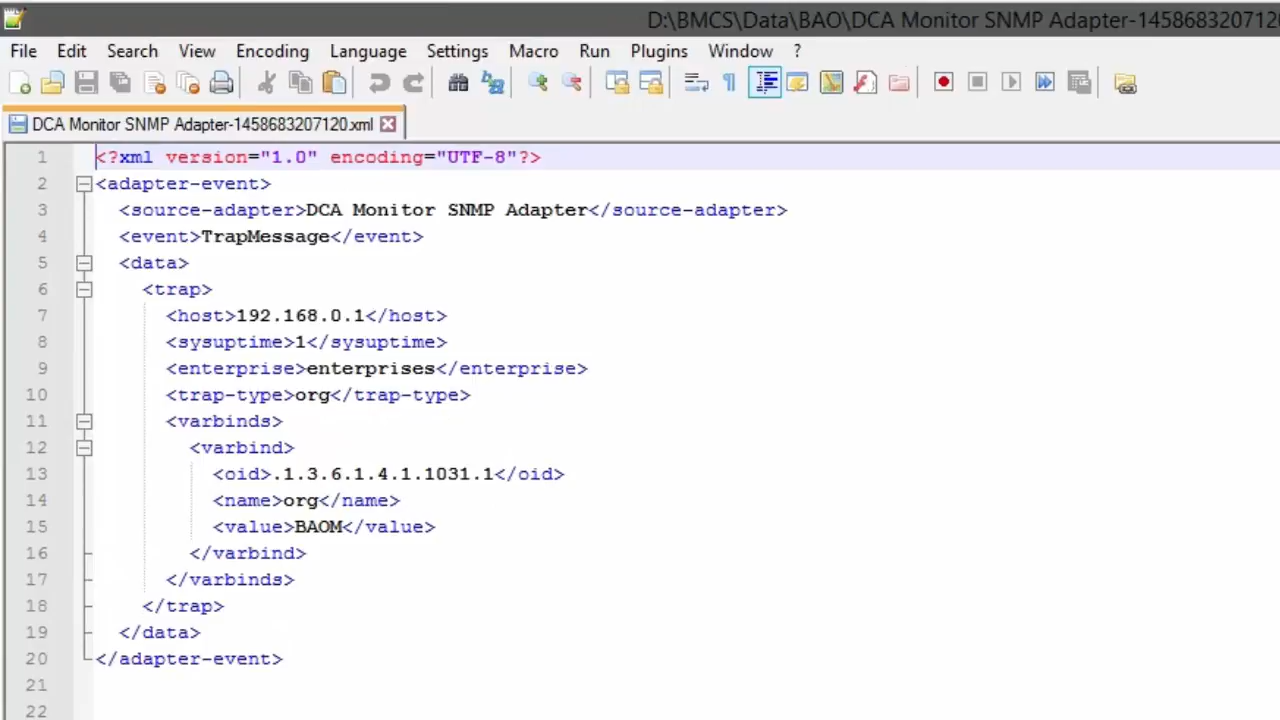 D:\BMCS\Data\BAO\DCA Monitor SNMP Adapter-1458683207120
File Edit Search View Encoding Language Settings Macro Run Plugins Window ?
DCA Monitor SNMP Adapter-1458683207120.xml
1 <?xml version="1.0" encoding="UTF-8"?>
2 <adapter-event>
3 <source-adapter>DCA Monitor SNMP Adapter</source-adapter>
4 <event>TrapMessage</event>
5 <data>
6 <trap>
7 <host>192.168.0.1</host>
8 <sysuptime>1</sysuptime>
9 <enterprise>enterprises</enterprise>
10 <trap-type>org</trap-type>
11 <varbinds>
12 <varbind>
13 <oid>.1.3.6.1.4.1.1031.1</oid>
14 <name>org</name>
15 <value>BAOM</value>
16 </varbind>
17 </varbinds>
18 </trap>
19 </data>
20 </adapter-event>
21
22